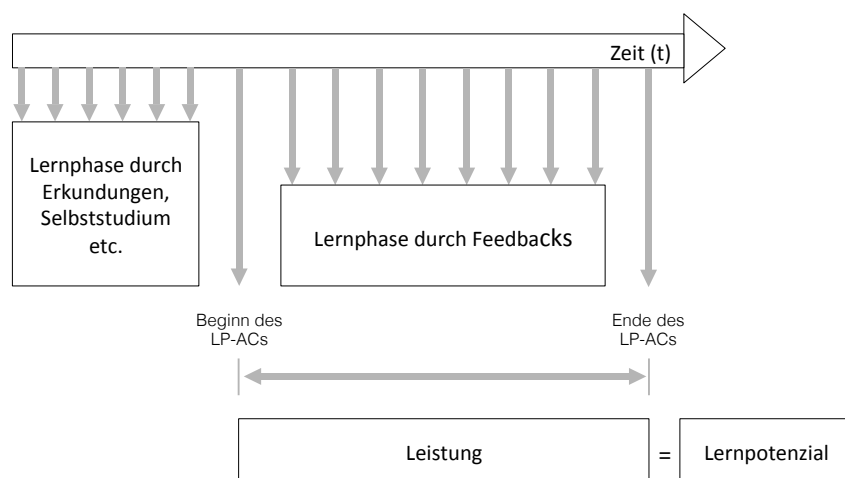 Zeit (t)
Lernphase durch
Erkundungen,
Selbststudium
etc.
Lernphase durch Feedbacks
Beginn des
LP-ACs
Ende des
LP-ACs
Leistung
=
Lernpotenzial